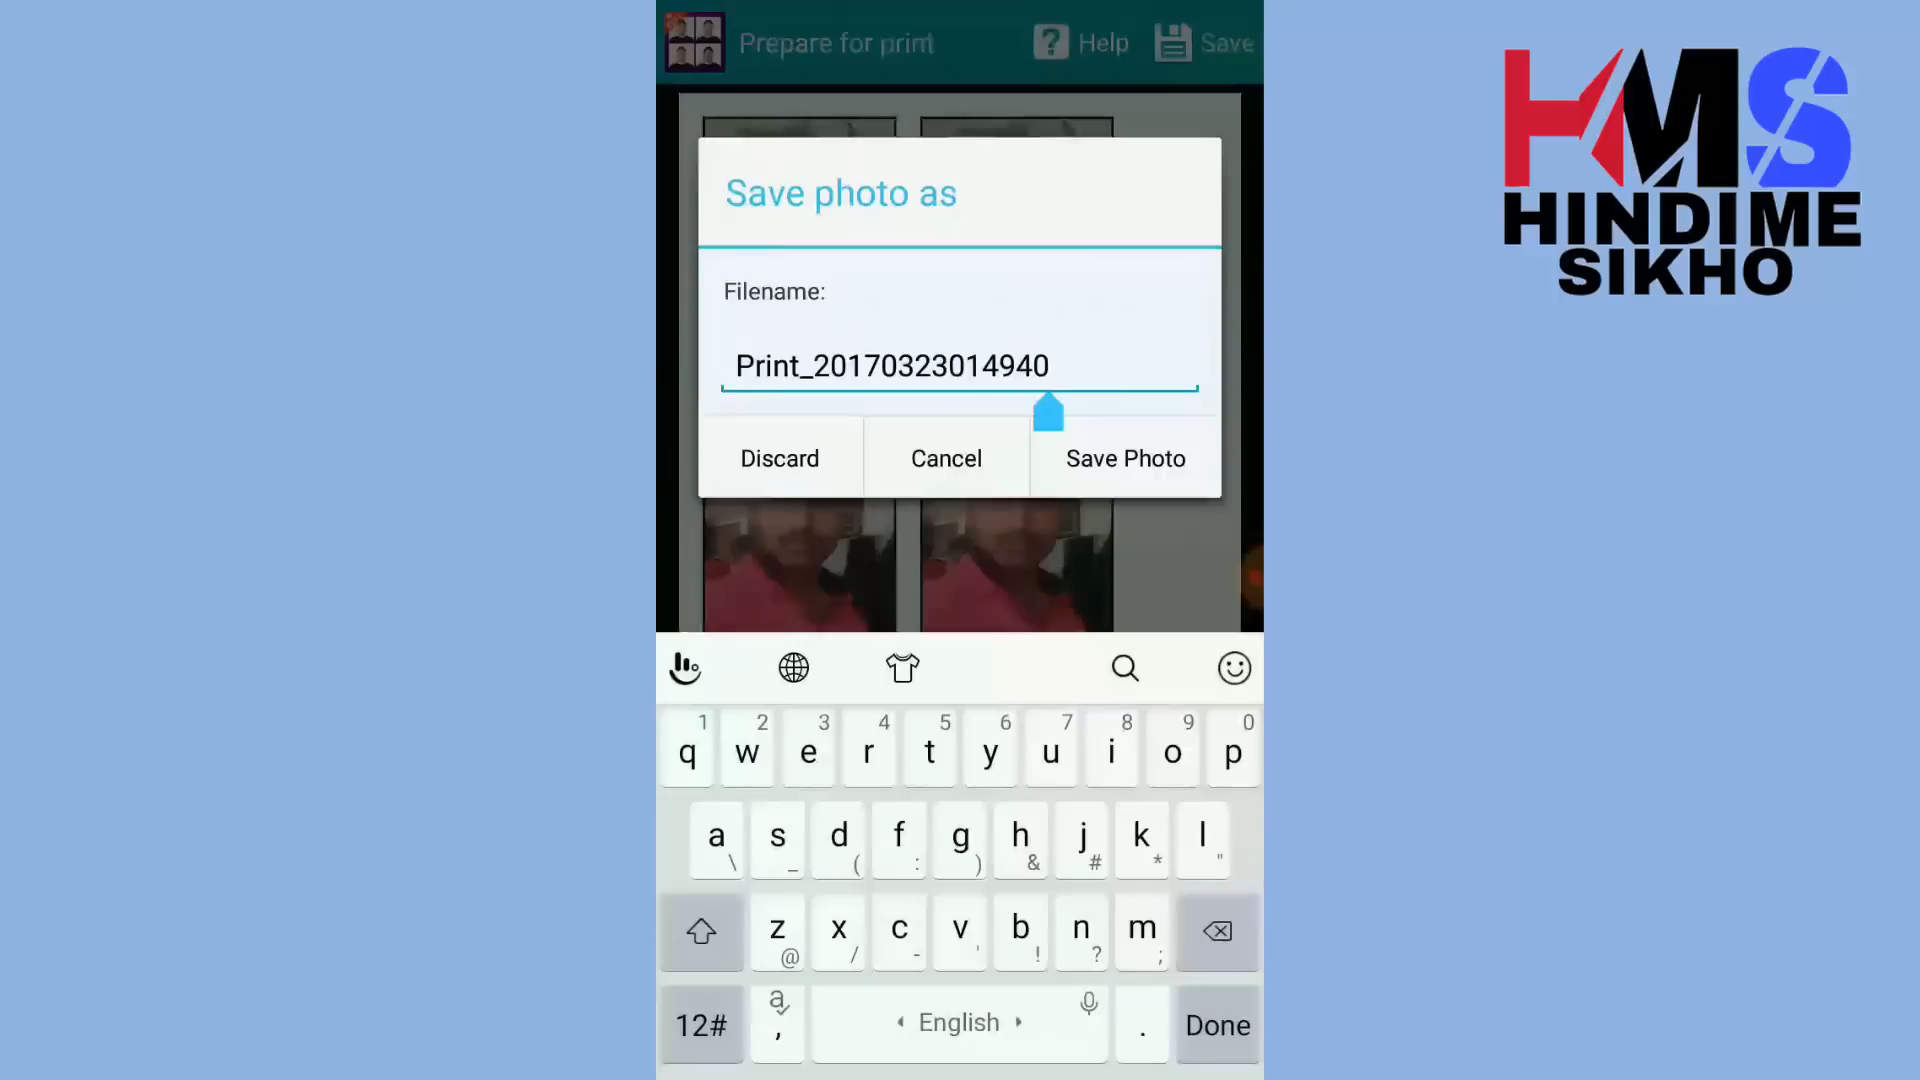 Prepare for print
Help
Save
HMS
HINDIME
SIKHO
Save photo as
Filename:
Print_20170323014940
Discard
Cancel
Save Photo
1 2 3 4 5 6 7 8 9 0
q w e r t y u i o p
a s d f g h j k l
\ _ ( : ) & # * "
z x c v b n m
@ / - ' ! ? ;
12#
a
,
English
.
Done